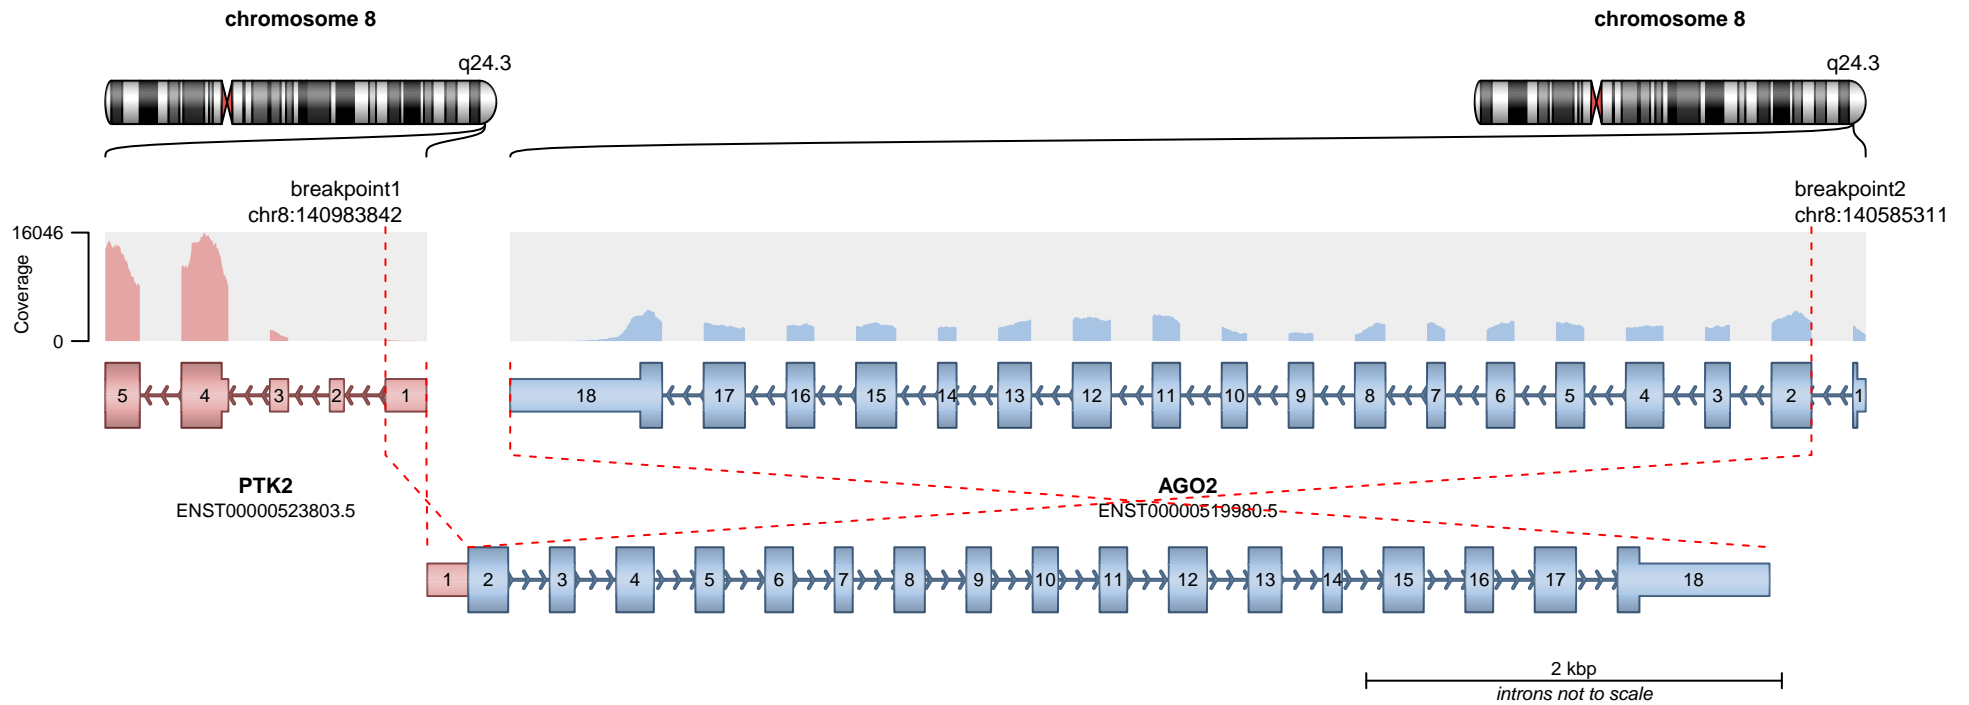 chromosome 8
chromosome 8
q24.3
q24.3
breakpoint1
chr8:140983842
breakpoint2
chr8:140585311
16046
Coverage
0
5 4 3 2 1
18 17 16 15 14 13 12 11 10 9 8 7 6 5 4 3 2 1
PTK2
ENST00000523803.5
AGO2
ENST00000519980.5
1 2 3 4 5 6 7 8 9 10 11 12 13 14 15 16 17 18
2 kbp
introns not to scale